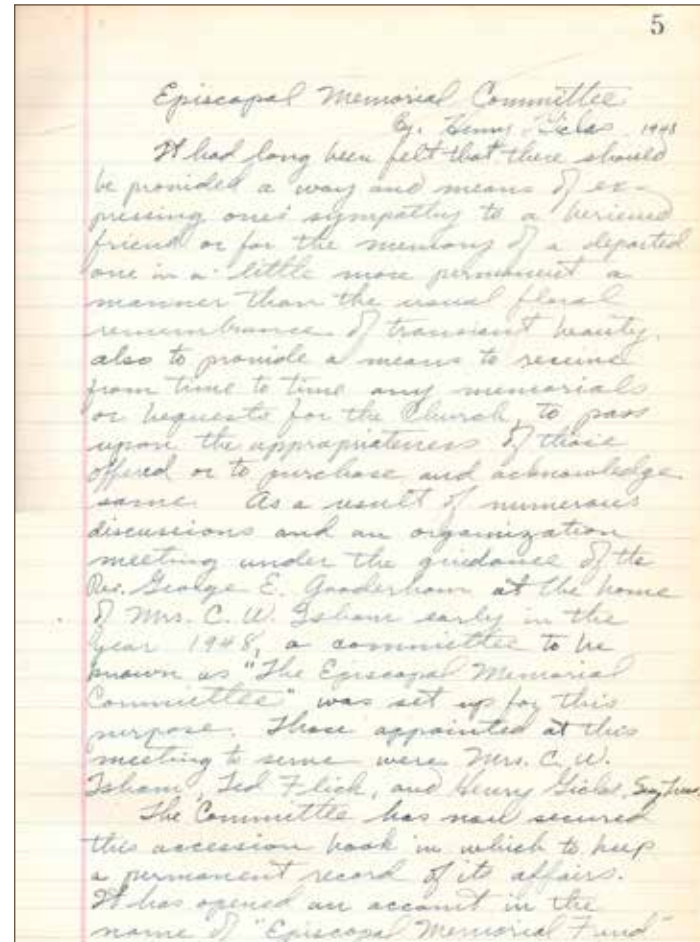 5
Episcopal Memorial Committee
By. Henry Giclas 1948
It had long been felt that there should
be provided a way and means of ex-
pressing ones' sympathy to a beriened
friend or for the memory of a departed
one in a little more permanent a
manner than the usual floral
remembrance of transient beauty.
also to provide a means to receive
from time to time any memorials
or bequests for the Church, to pass
upon the appropriateness of those
offered or to purchase and acknowledge
same. As a result of numerous
discussions and an organization
meeting under the guidance of the
Rev. George E. Gooderham at the home
of Mrs. C. W. Isham early in the
year 1948, a committee to be
known as "The Episcopal Memorial
Committee" was set up for this
purpose. Those appointed at this
meeting to serve were Mrs. C. W.
Isham, Ted Flick, and Henry Giclas, Secy Treas.
The Committee has now secured
this accession book in which to keep
a permanent record of its affairs.
It has opened an account in the
name of "Episcopal Memorial Fund"